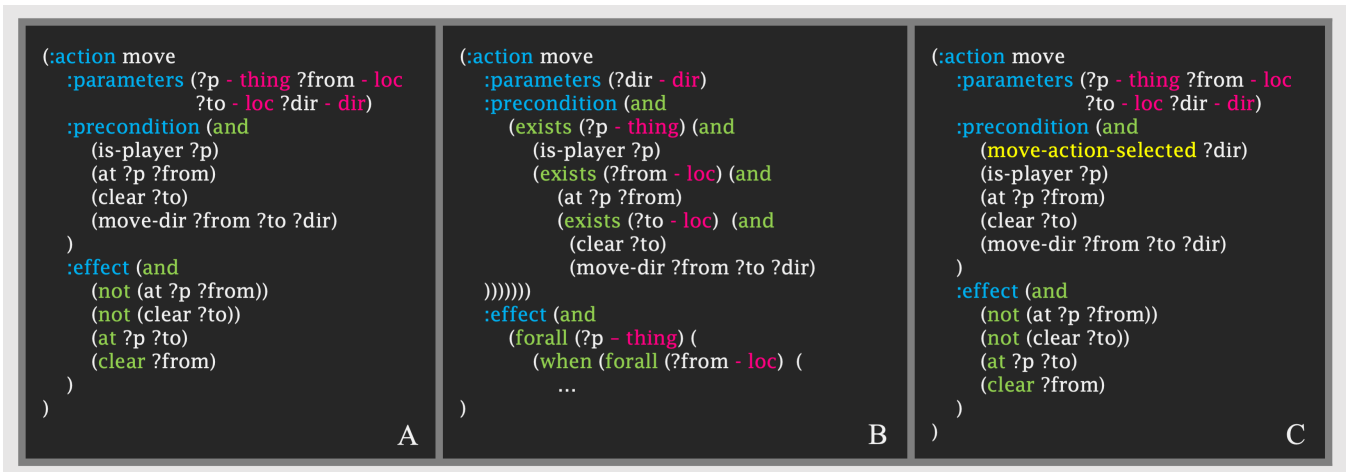 (:action move
:parameters (?p - thing ?from - loc
?to - loc ?dir - dir)
:precondition (and
(is-player ?p)
(at ?p ?from)
(clear ?to)
(move-dir ?from ?to ?dir)
)
:effect (and
(not (at ?p ?from))
(not (clear ?to))
(at ?p ?to)
(clear ?from)
)
)
A
(:action move
:parameters (?dir - dir)
:precondition (and
(exists (?p - thing) (and
(is-player ?p)
(exists (?from - loc) (and
(at ?p ?from)
(exists (?to - loc) (and
(clear ?to)
(move-dir ?from ?to ?dir)
)))))))
:effect (and
(forall (?p – thing) (
(when (forall (?from - loc) (
...
)
B
(:action move
:parameters (?p - thing ?from - loc
?to - loc ?dir - dir)
:precondition (and
(move-action-selected ?dir)
(is-player ?p)
(at ?p ?from)
(clear ?to)
(move-dir ?from ?to ?dir)
)
:effect (and
(not (at ?p ?from))
(not (clear ?to))
(at ?p ?to)
(clear ?from)
)
)
C